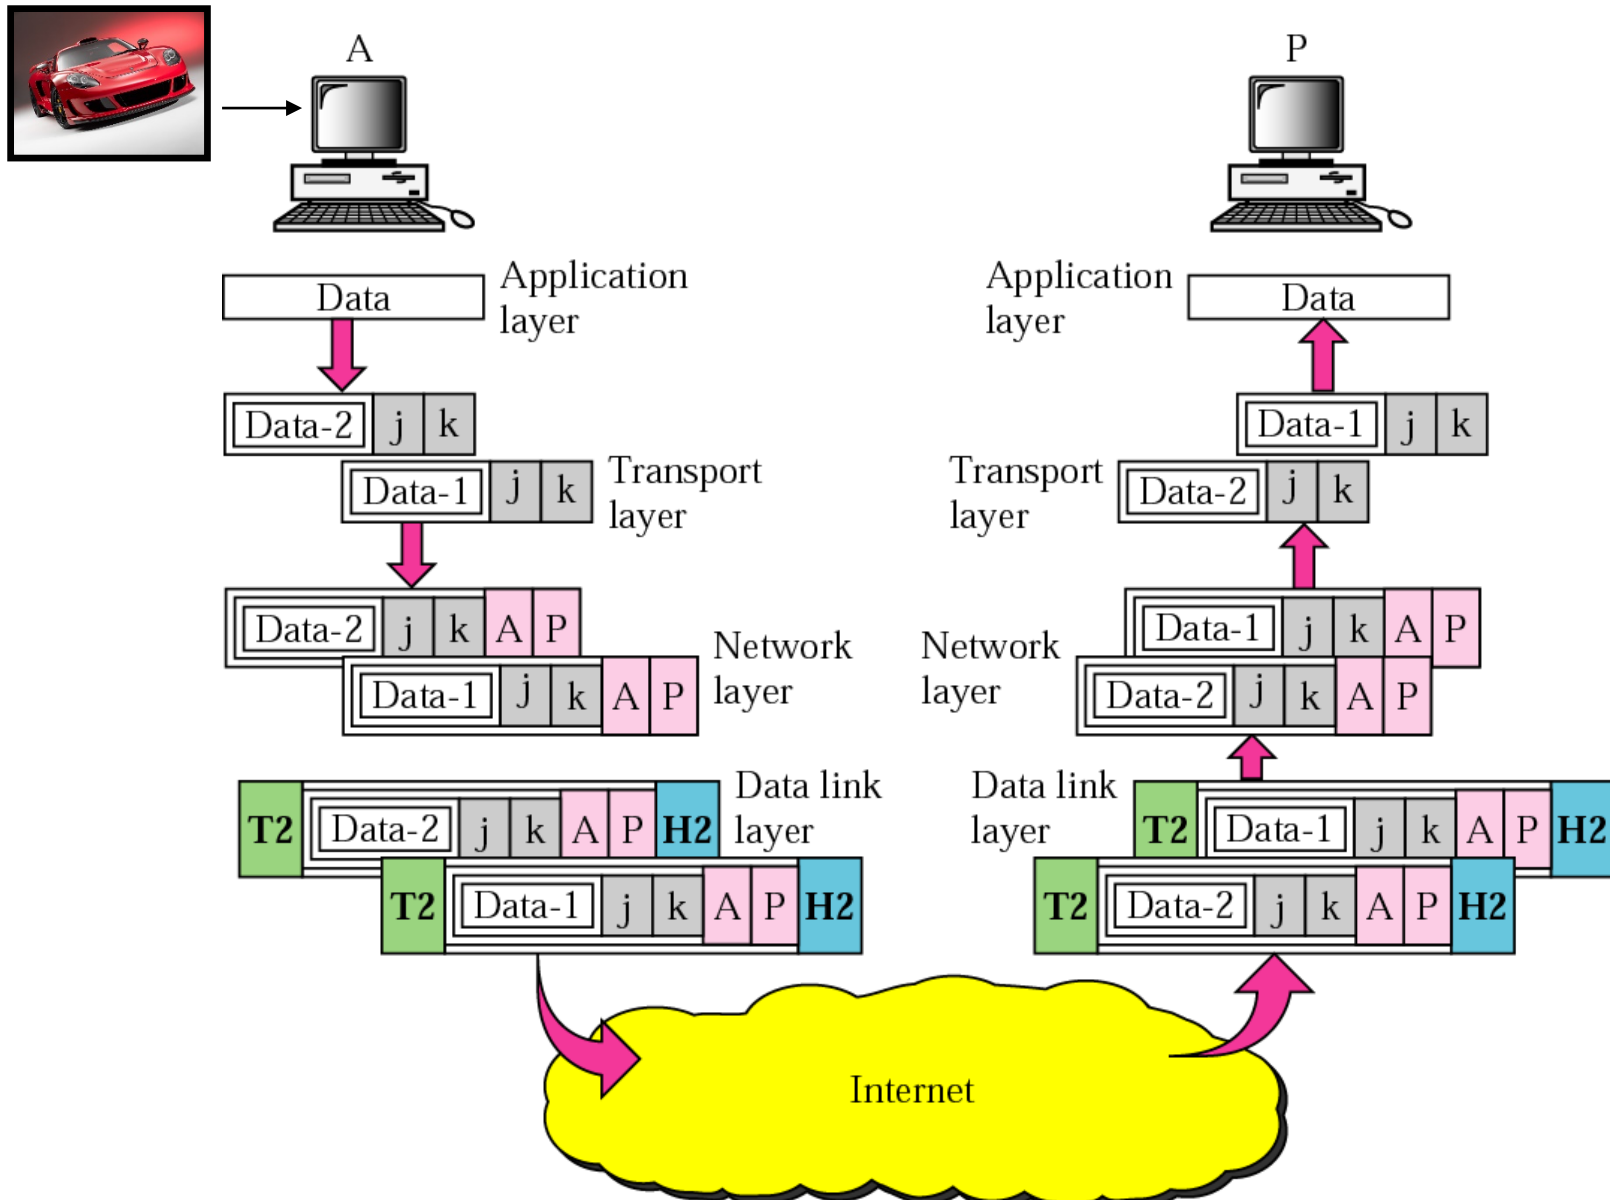 A
P
Data
Application
layer
Application
layer
Data
Data-2 j k
Data-1 j k
Transport
layer
Data-1 j k
Transport
layer
Data-2 j k
Data-2 j k A P
Data-1 j k A P
Network
layer
Network
layer
Data-1 j k A P
Data-2 j k A P
T2 Data-2 j k A P H2
Data link
layer
T2 Data-1 j k A P H2
Data link
layer
T2 Data-1 j k A P H2
T2 Data-2 j k A P H2
Internet